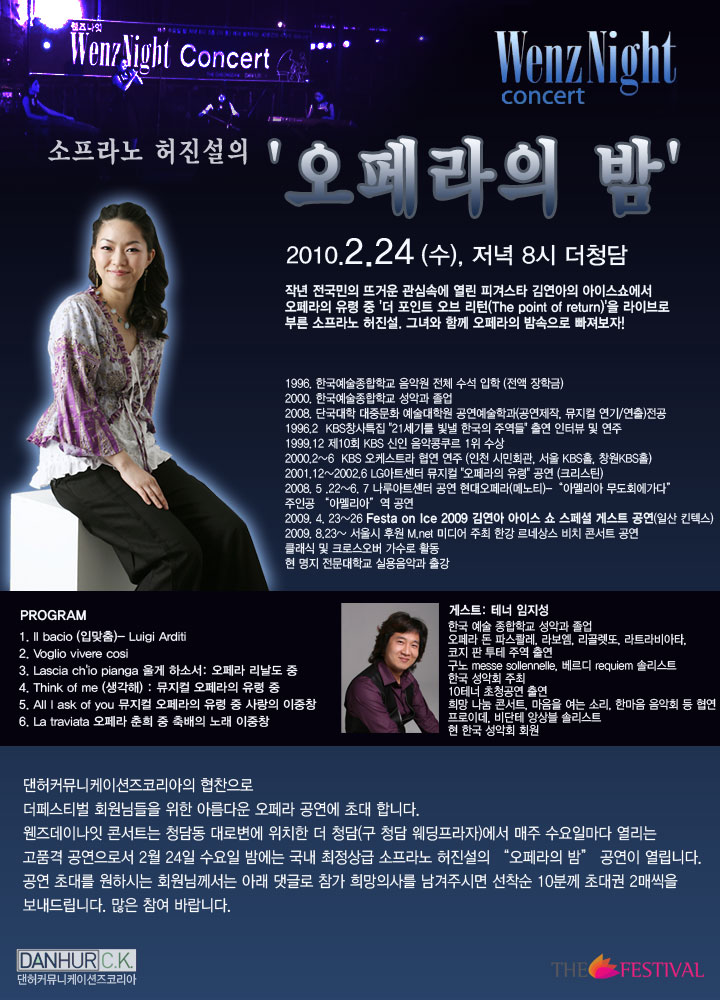 웬즈나잇
WenzNight Concert
WenzNight
concert
소프라노 허진설의 '오페라의 밤'
2010.2.24 (수), 저녁 8시 더청담
작년 전국민의 뜨거운 관심속에 열린 피겨스타 김연아의 아이스쇼에서
오페라의 유령 중 '더 포인트 오브 리턴(The point of return)'을 라이브로
부른 소프라노 허진설. 그녀와 함께 오페라의 밤속으로 빠져보자!
1996. 한국예술종합학교 음악원 전체 수석 입학 (전액 장학금)
2000. 한국예술종합학교 성악과 졸업
2008. 단국대학 대중문화 예술대학원 공연예술학과(공연제작, 뮤지컬 연기/연출)전공
1996.2 KBS창사특집 "21세기를 빛낼 한국의 주역들" 출연 인터뷰 및 연주
1999.12 제10회 KBS 신인 음악콩쿠르 1위 수상
2000.2~6 KBS 오케스트라 협연 연주 (인천 시민회관, 서울 KBS홀, 창원KBS홀)
2001.12~2002.6 LG아트센터 뮤지컬 "오페라의 유령" 공연 (크리스틴)
2008. 5 .22~6. 7 나루아트센터 공연 현대오페라(메노티)- “아멜리아 무도회에가다”
주인공 “아멜리아” 역 공연
2009. 4. 23~26 Festa on Ice 2009 김연아 아이스 쇼 스페셜 게스트 공연(일산 킨텍스)
2009. 8.23~ 서울시 후원 M.net 미디어 주최 한강 르네상스 비치 콘서트 공연
클래식 및 크로스오버 가수로 활동
현 명지 전문대학교 실용음악과 출강
PROGRAM
1. Il bacio (입맞춤)- Luigi Arditi
2. Voglio vivere cosi
3. Lascia ch'io pianga 울게 하소서: 오페라 리날도 중
4. Think of me (생각해) : 뮤지컬 오페라의 유령 중
5. All I ask of you 뮤지컬 오페라의 유령 중 사랑의 이중창
6. La traviata 오페라 춘희 중 축배의 노래 이중창
게스트: 테너 임지성
한국 예술 종합학교 성악과 졸업
오페라 돈 파스콸레, 라보엠, 리골렛또, 라트라비아타,
코지 판 투테 주역 출연
구노 messe sollennelle, 베르디 requiem 솔리스트
한국 성악회 주최
10테너 초청공연 출연
희망 나눔 콘서트, 마음을 여는 소리, 한마음 음악회 등 협연
프로이데, 비단테 앙상블 솔리스트
현 한국 성악회 회원
댄허커뮤니케이션즈코리아의 협찬으로
더페스티벌 회원님들을 위한 아름다운 오페라 공연에 초대 합니다.
웬즈데이나잇 콘서트는 청담동 대로변에 위치한 더 청담(구 청담 웨딩프라자)에서 매주 수요일마다 열리는
고품격 공연으로서 2월 24일 수요일 밤에는 국내 최정상급 소프라노 허진설의 “오페라의 밤” 공연이 열립니다.
공연 초대를 원하시는 회원님께서는 아래 댓글로 참가 희망의사를 남겨주시면 선착순 10분께 초대권 2매씩을
보내드립니다. 많은 참여 바랍니다.
DANHUR C.K.
댄허커뮤니케이션즈코리아
THE FESTIVAL